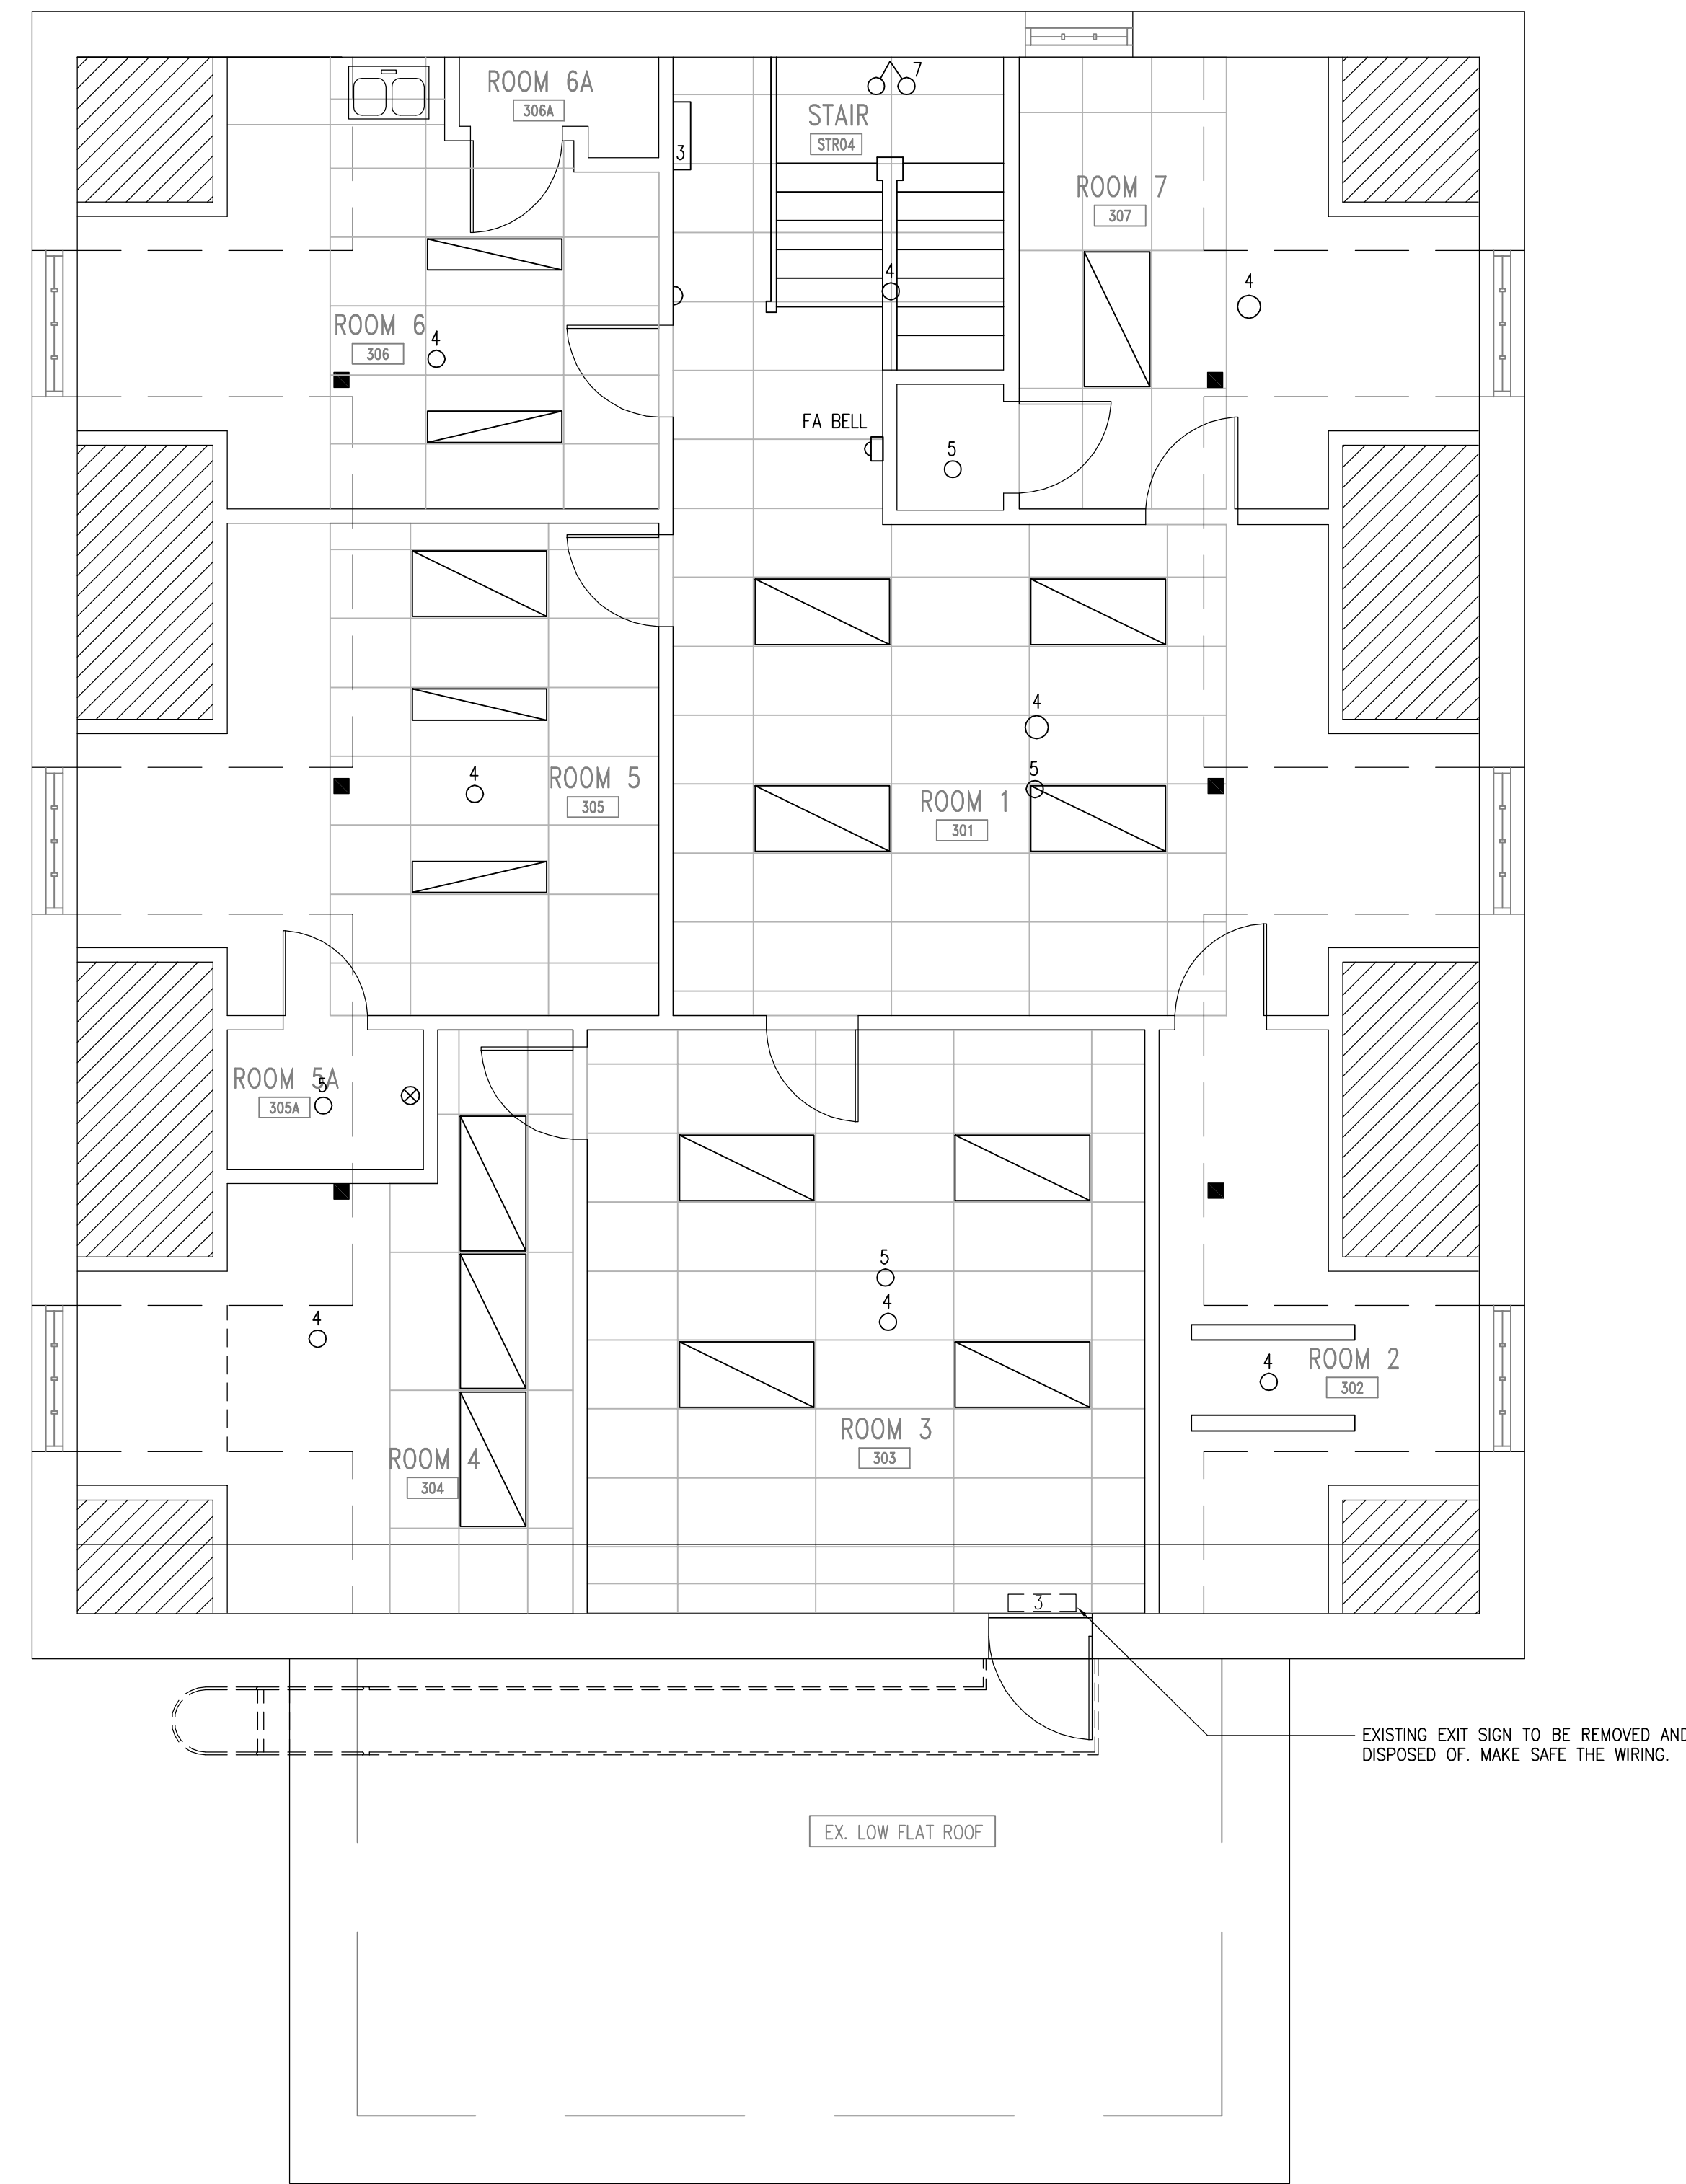 ROOM 6A
306A
7
STAIR
STR04
3
ROOM 7
307
4
4
ROOM 6
306
4
FA BELL
5
4
5
4
ROOM 5
305
ROOM 1
301
ROOM 5A
305A
5
5
4
4
4
ROOM 2
302
ROOM 3
303
ROOM 4
304
3
EXISTING EXIT SIGN TO BE REMOVED AND
DISPOSED OF. MAKE SAFE THE WIRING.
EX. LOW FLAT ROOF